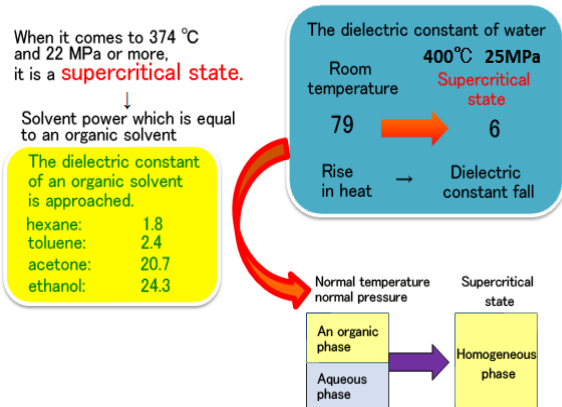 When it comes to 374 ℃
and 22 MPa or more,
it is a supercritical state.
↓
Solvent power which is equal
to an organic solvent
The dielectric constant
of an organic solvent
is approached.
hexane: 1.8
toluene: 2.4
acetone: 20.7
ethanol: 24.3
The dielectric constant of water
Room
temperature
400℃ 25MPa
Supercritical
state
79
6
Rise
in heat
→
Dielectric
constant fall
Normal temperature
normal pressure
Supercritical
state
An organic
phase
Aqueous
phase
Homogeneous
phase